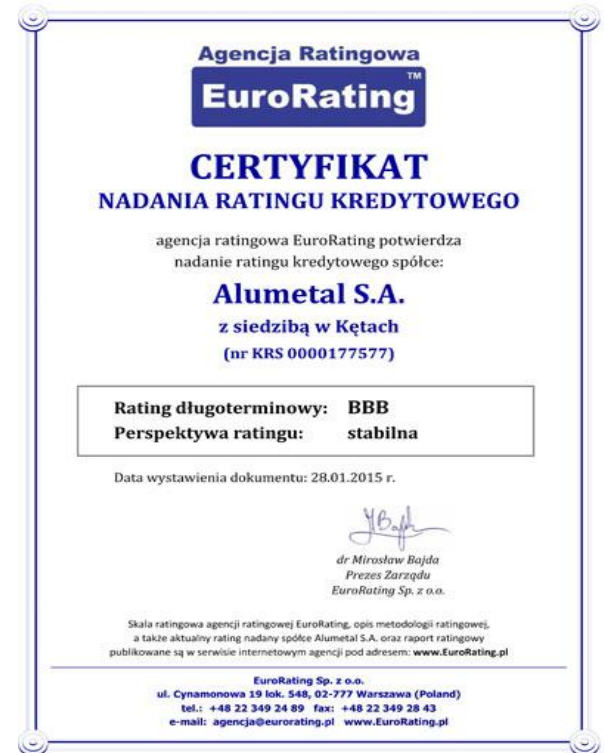 Agencja Ratingowa
EuroRating™
CERTYFIKAT
NADANIA RATINGU KREDYTOWEGO
agencja ratingowa EuroRating potwierdza
nadanie ratingu kredytowego spółce:
Alumetal S.A.
z siedzibą w Kętach
(nr KRS 0000177577)
Rating długoterminowy: BBB
Perspektywa ratingu: stabilna
Data wystawienia dokumentu: 28.01.2015 r.
dr Mirosław Bajda
Prezes Zarządu
EuroRating Sp. z o.o.
Skala ratingowa agencji ratingowej EuroRating, opis metodologii ratingowej,
a także aktualny rating nadany spółce Alumetal S.A. oraz raport ratingowy
publikowane są w serwisie internetowym agencji pod adresem: www.EuroRating.pl
EuroRating Sp. z o.o.
ul. Cynamonowa 19 lok. 548, 02-777 Warszawa (Poland)
tel.: +48 22 349 24 89 fax: +48 22 349 28 43
e-mail: agencja@eurorating.pl www.EuroRating.pl